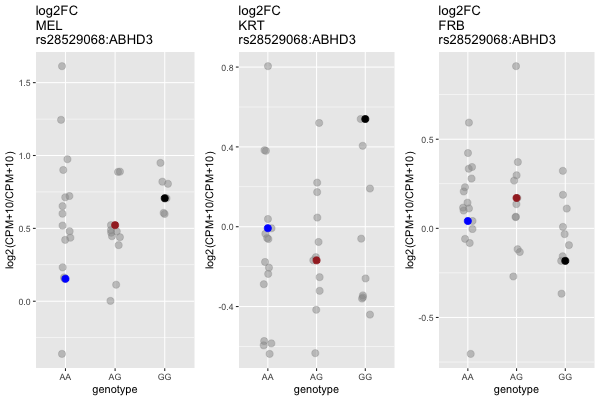 log2FC
MEL
rs28529068:ABHD3
log2(CPM+10/CPM+10)
1.5
1.0
0.5
0.0
AA
AG
GG
genotype
log2FC
KRT
rs28529068:ABHD3
log2(CPM+10/CPM+10)
0.8
0.4
0.0
-0.4
AA
AG
GG
genotype
log2FC
FRB
rs28529068:ABHD3
log2(CPM+10/CPM+10)
0.5
0.0
-0.5
AA
AG
GG
genotype